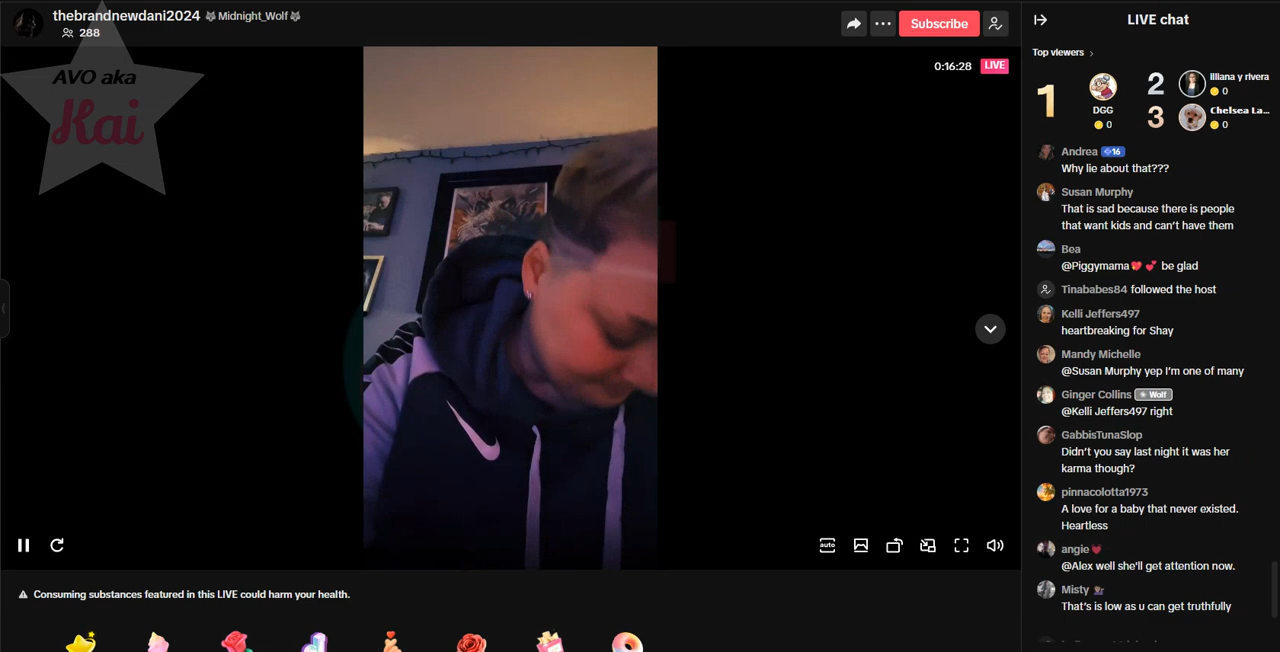 thebrandnewdani2024 🐺Midnight_Wolf🐺
288
Subscribe
AVO aka
Kai
0:16:28 LIVE
auto
Consuming substances featured in this LIVE could harm your health.
LIVE chat
Top viewers
1
DGG
0
2
illiana y rivera
0
3
Chelsea La...
0
Andrea 16
Why lie about that???
Susan Murphy
That is sad because there is people
that want kids and can't have them
Bea
@Piggymama💖💕 be glad
Tinababes84 followed the host
Kelli Jeffers497
heartbreaking for Shay
Mandy Michelle
@Susan Murphy yep I'm one of many
Ginger Collins Wolf
@Kelli Jeffers497 right
GabbisTunaSlop
Didn't you say last night it was her
karma though?
pinnacolotta1973
A love for a baby that never existed.
Heartless
angie💗
@Alex well she'll get attention now.
Misty
That's is low as u can get truthfully